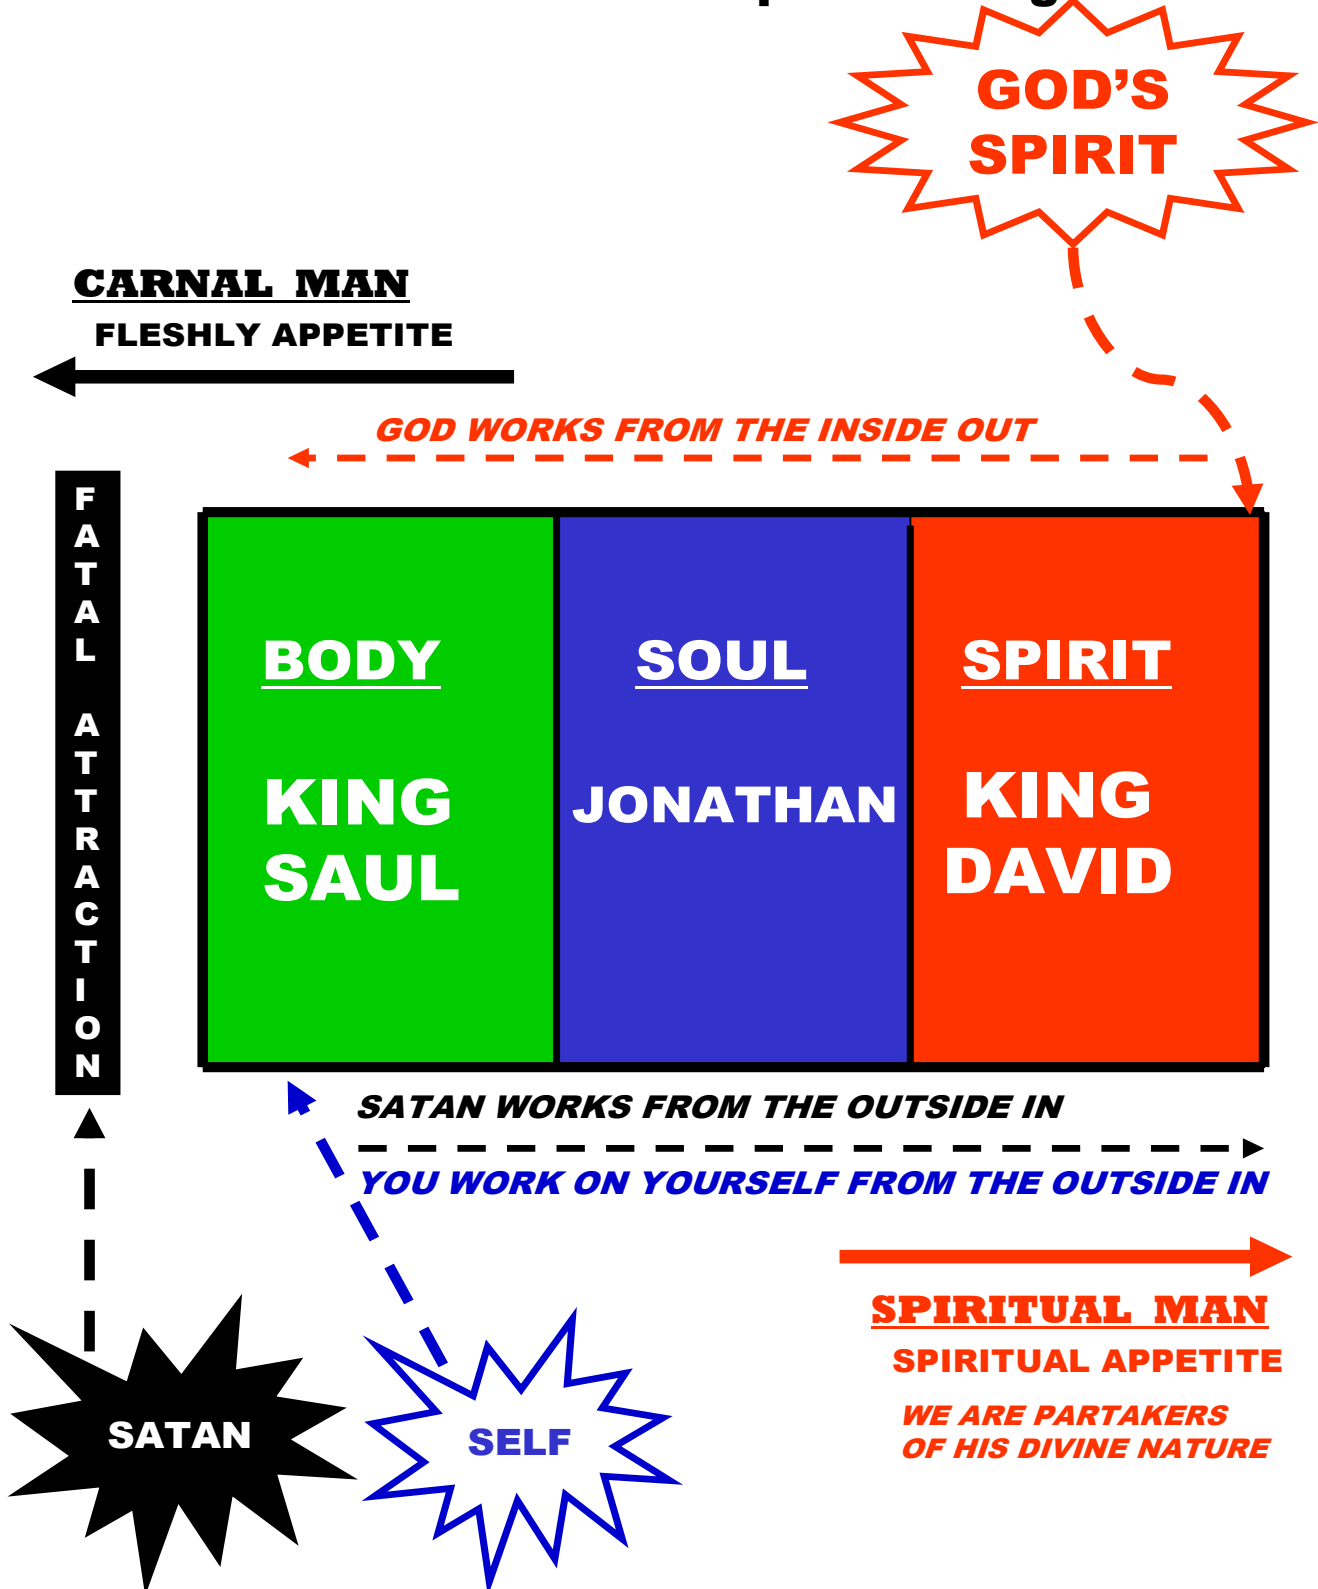 GOD'S
SPIRIT
CARNAL MAN
FLESHLY APPETITE
GOD WORKS FROM THE INSIDE OUT
FATAL ATTRACTION
BODY
KING
SAUL
SOUL
JONATHAN
SPIRIT
KING
DAVID
SATAN WORKS FROM THE OUTSIDE IN
YOU WORK ON YOURSELF FROM THE OUTSIDE IN
SPIRITUAL MAN
SPIRITUAL APPETITE
WE ARE PARTAKERS
OF HIS DIVINE NATURE
SATAN
SELF